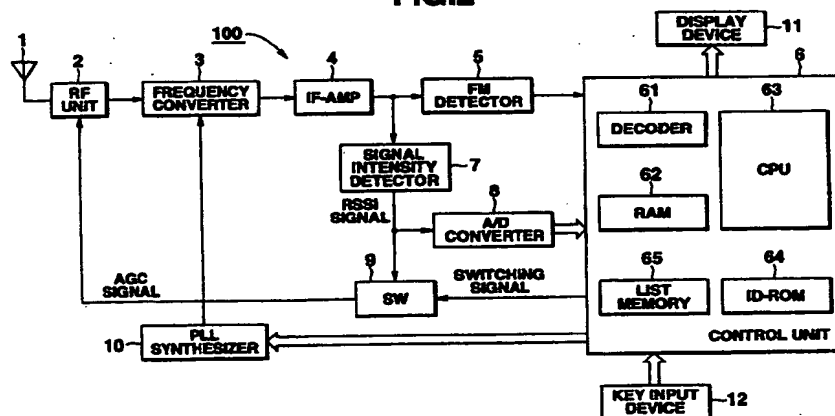 FIG.2
DISPLAY
DEVICE
11
1
100
2
3
4
5
6
RF
UNIT
FREQUENCY
CONVERTER
IF-AMP
FM
DETECTOR
61
63
DECODER
CPU
SIGNAL
INTENSITY
DETECTOR
7
62
RAM
RSSI
SIGNAL
8
A/D
CONVERTER
65
64
9
AGC
SIGNAL
SW
SWITCHING
SIGNAL
LIST
MEMORY
ID-ROM
10
PLL
SYNTHESIZER
CONTROL UNIT
KEY INPUT
DEVICE
12